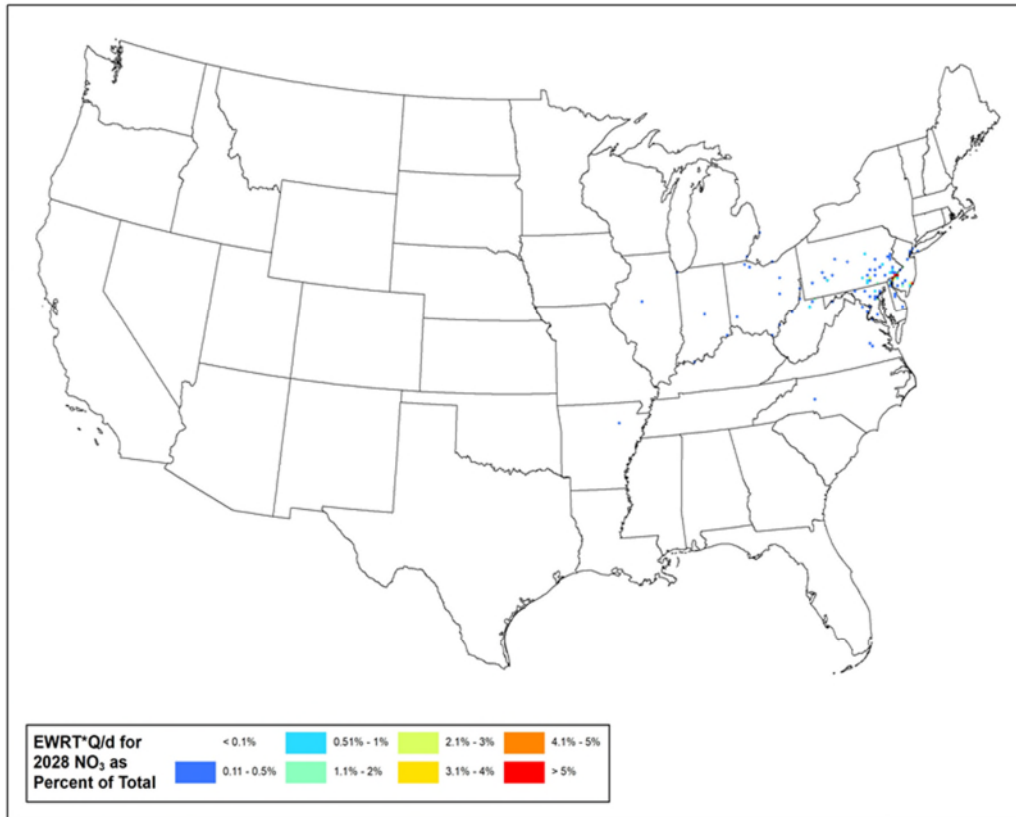 EWRT*Q/d for
2028 NO₃ as
Percent of Total
< 0.1%
0.51% - 1%
2.1% - 3%
4.1% - 5%
0.11 - 0.5%
1.1% - 2%
3.1% - 4%
> 5%